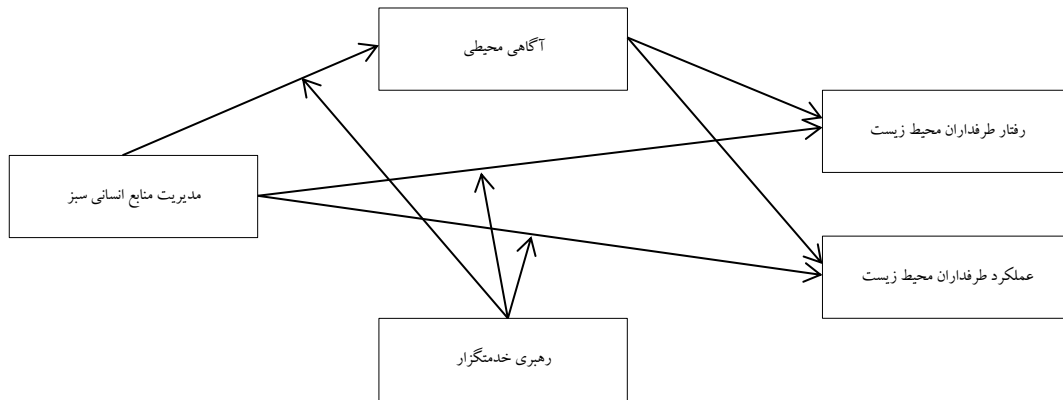 آگاهی محیطی
رفتار طرفداران محیط زیست
مدیریت منابع انسانی سبز
عملکرد طرفداران محیط زیست
رهبری خدمتگزار